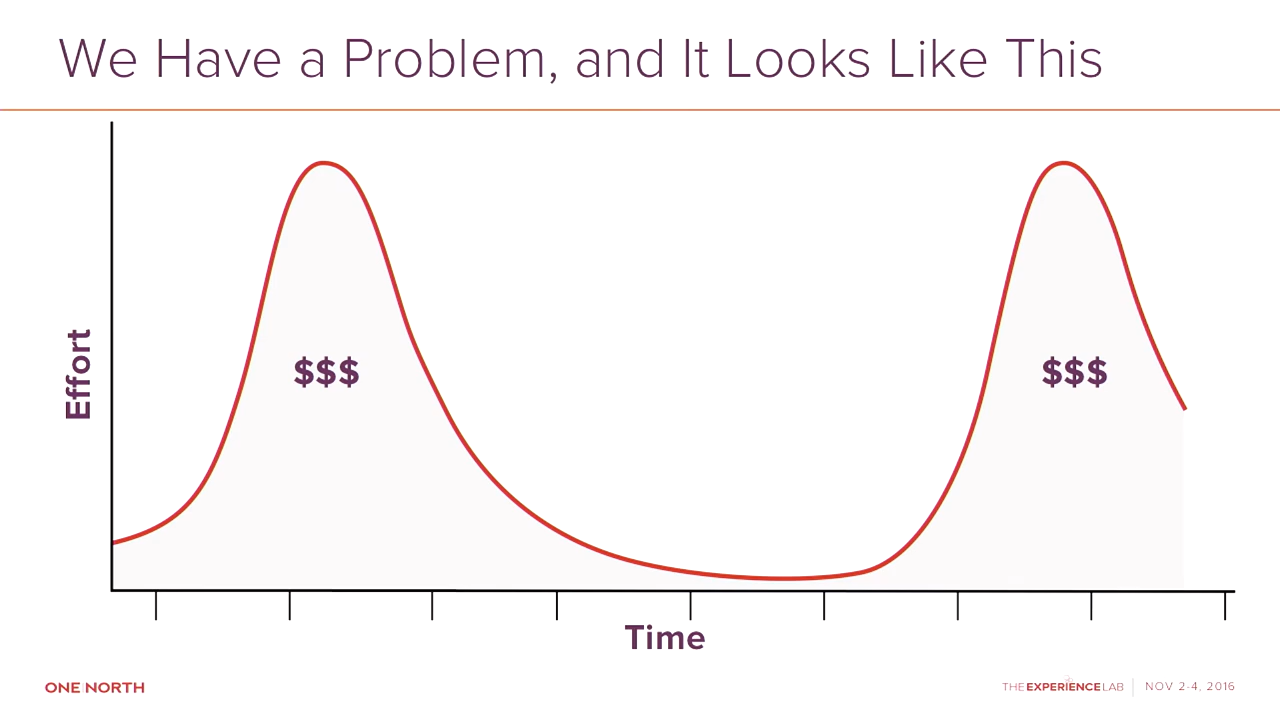 We Have a Problem, and It Looks Like This
Effort
$$$
$$$
Time
ONE NORTH
THE EXPERIENCE LAB
NOV 2-4, 2016